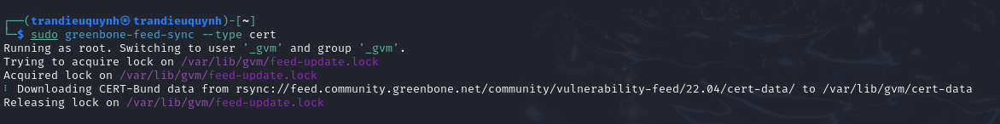 ┌──(trandieuquynh㉿trandieuquynh)-[~]
└─$ sudo greenbone-feed-sync --type cert
Running as root. Switching to user '_gvm' and group '_gvm'.
Trying to acquire lock on /var/lib/gvm/feed-update.lock
Acquired lock on /var/lib/gvm/feed-update.lock
⠇ Downloading CERT-Bund data from rsync://feed.community.greenbone.net/community/vulnerability-feed/22.04/cert-data/ to /var/lib/gvm/cert-data
Releasing lock on /var/lib/gvm/feed-update.lock